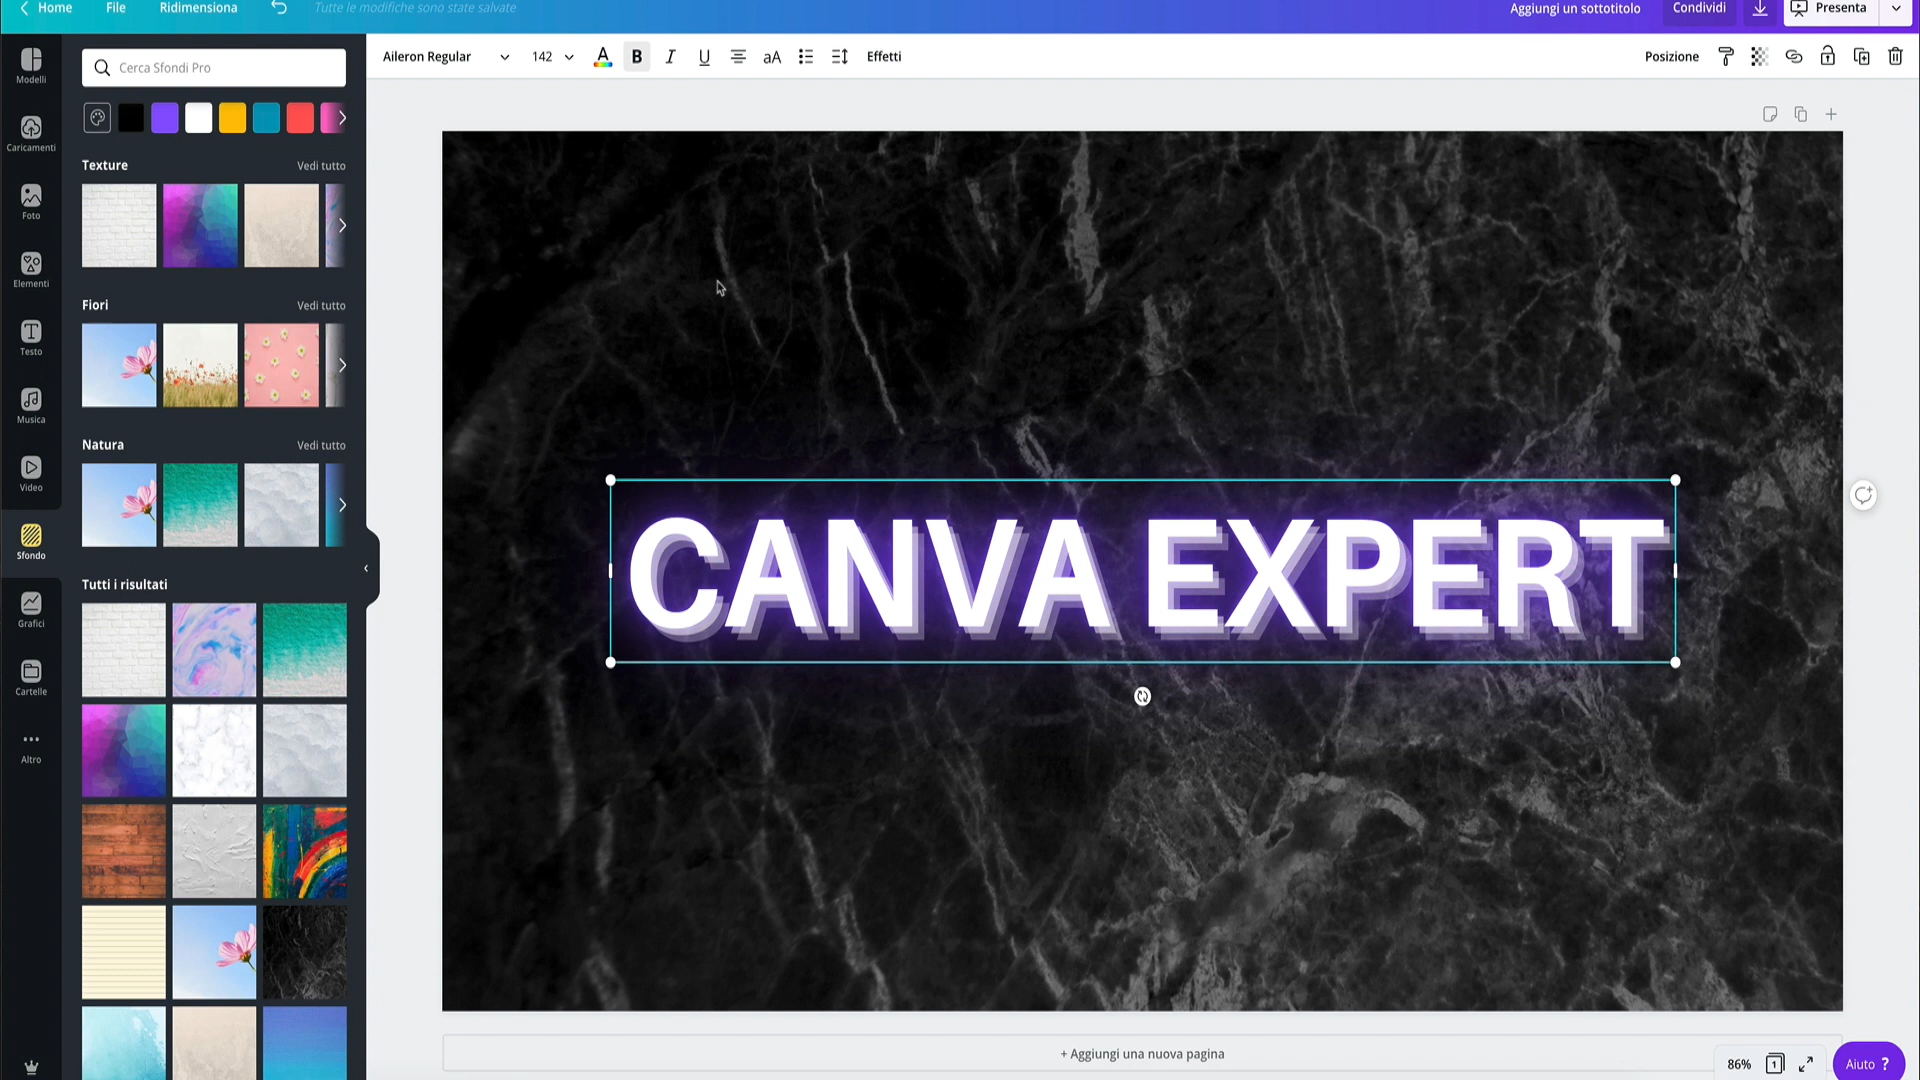 Home
File
Ridimensiona
Tutte le modifiche sono state salvate
Aggiungi un sottotitolo
Condividi
Presenta
Aileron Regular
142
A
B
I
U
aA
Effetti
Posizione
Modelli
Caricamenti
Foto
Elementi
Testo
Musica
Video
Sfondo
Grafici
Cartelle
Altro
Cerca Sfondi Pro
Texture
Vedi tutto
Fiori
Vedi tutto
Natura
Vedi tutto
Tutti i risultati
CANVA EXPERT
+ Aggiungi una nuova pagina
86%
1
Aiuto ?